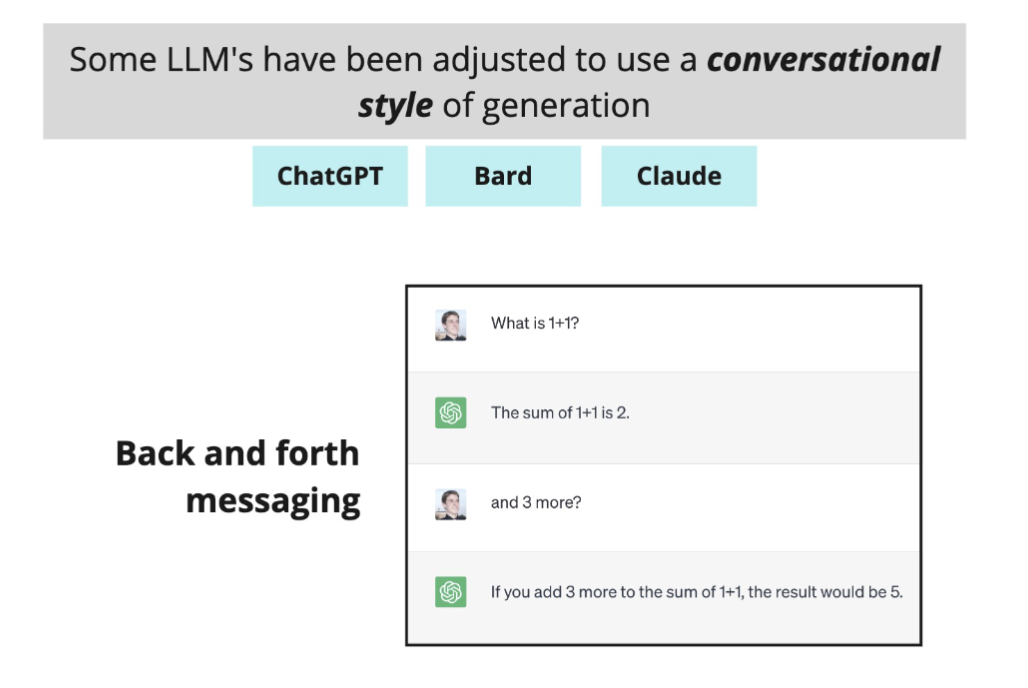 Some LLM's have been adjusted to use a conversational
style of generation
ChatGPT
Bard
Claude
What is 1+1?
The sum of 1+1 is 2.
Back and forth
messaging
and 3 more?
If you add 3 more to the sum of 1+1, the result would be 5.